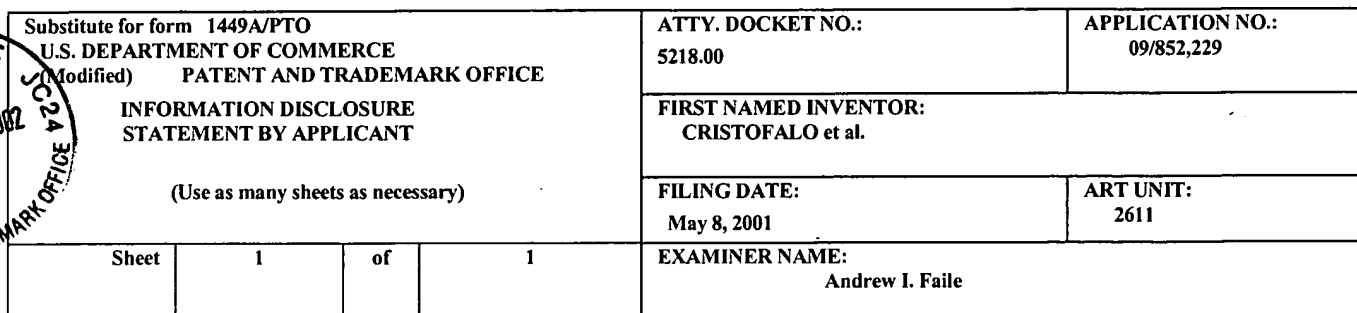 Substitute for form 1449A/PTO
U.S. DEPARTMENT OF COMMERCE
(Modified) PATENT AND TRADEMARK OFFICE
INFORMATION DISCLOSURE
STATEMENT BY APPLICANT
(Use as many sheets as necessary)
Sheet 1 of 1
ATTY. DOCKET NO.:
5218.00
APPLICATION NO.:
09/852,229
FIRST NAMED INVENTOR:
CRISTOFALO et al.
FILING DATE:
May 8, 2001
ART UNIT:
2611
EXAMINER NAME:
Andrew I. Faile
JC24
MARK OFFICE